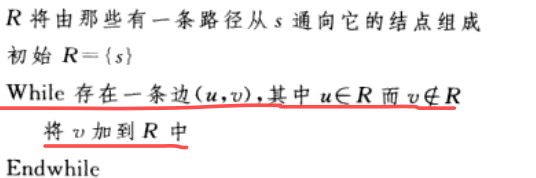 R 将由那些有一条路径从 s 通向它的结点组成
初始 R={s}
While 存在一条边(u,v),其中 u∈R 而 v∉R
将 v 加到 R 中
Endwhile